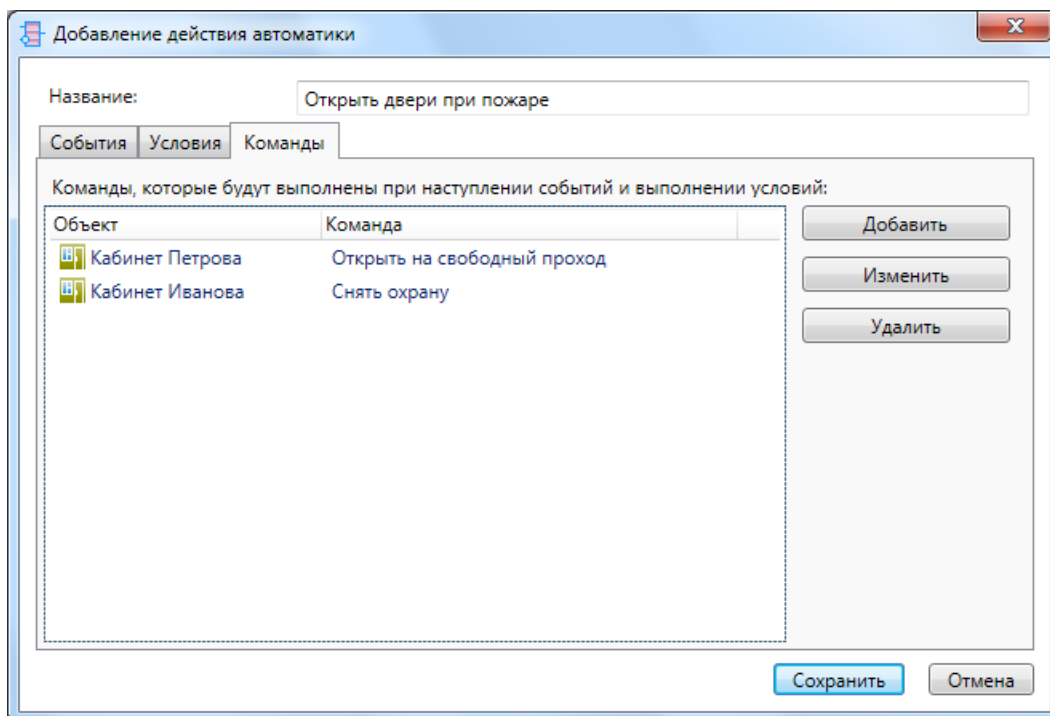 Добавление действия автоматики
Название: Открыть двери при пожаре
События Условия Команды
Команды, которые будут выполнены при наступлении событий и выполнении условий:
Объект Команда Добавить
Кабинет Петрова Открыть на свободный проход
Изменить
Кабинет Иванова Снять охрану
Удалить
Сохранить Отмена